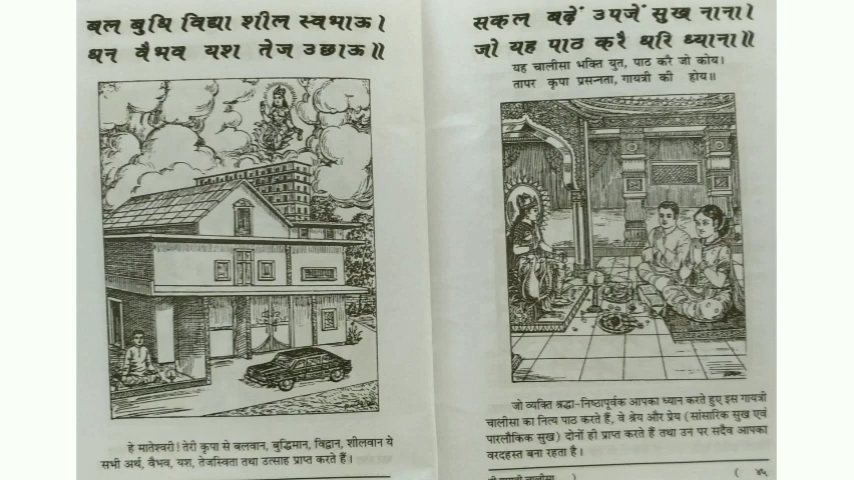 बल बुधि विद्या शील स्वभाऊ।
धन वैभव यश तेज उछाऊ॥
हे मातेश्वरी! तेरी कृपा से बलवान, बुद्धिमान, विद्वान, शीलवान ये
सभी अर्थ, वैभव, यश, तेजस्विता तथा उत्साह प्राप्त करते हैं।
सकल बढ़ें उपजें सुख नाना।
जो यह पाठ करै धरि ध्याना॥
यह चालीसा भक्ति युत, पाठ करै जो कोय।
तापर कृपा प्रसन्नता, गायत्री की होय॥
जो व्यक्ति श्रद्धा-निष्ठापूर्वक आपका ध्यान करते हुए इस गायत्री
चालीसा का नित्य पाठ करते हैं, वे श्रेय और प्रेय (सांसारिक सुख एवं
पारलौकिक सुख) दोनों ही प्राप्त करते हैं तथा उन पर सदैव आपका
वरदहस्त बना रहता है।